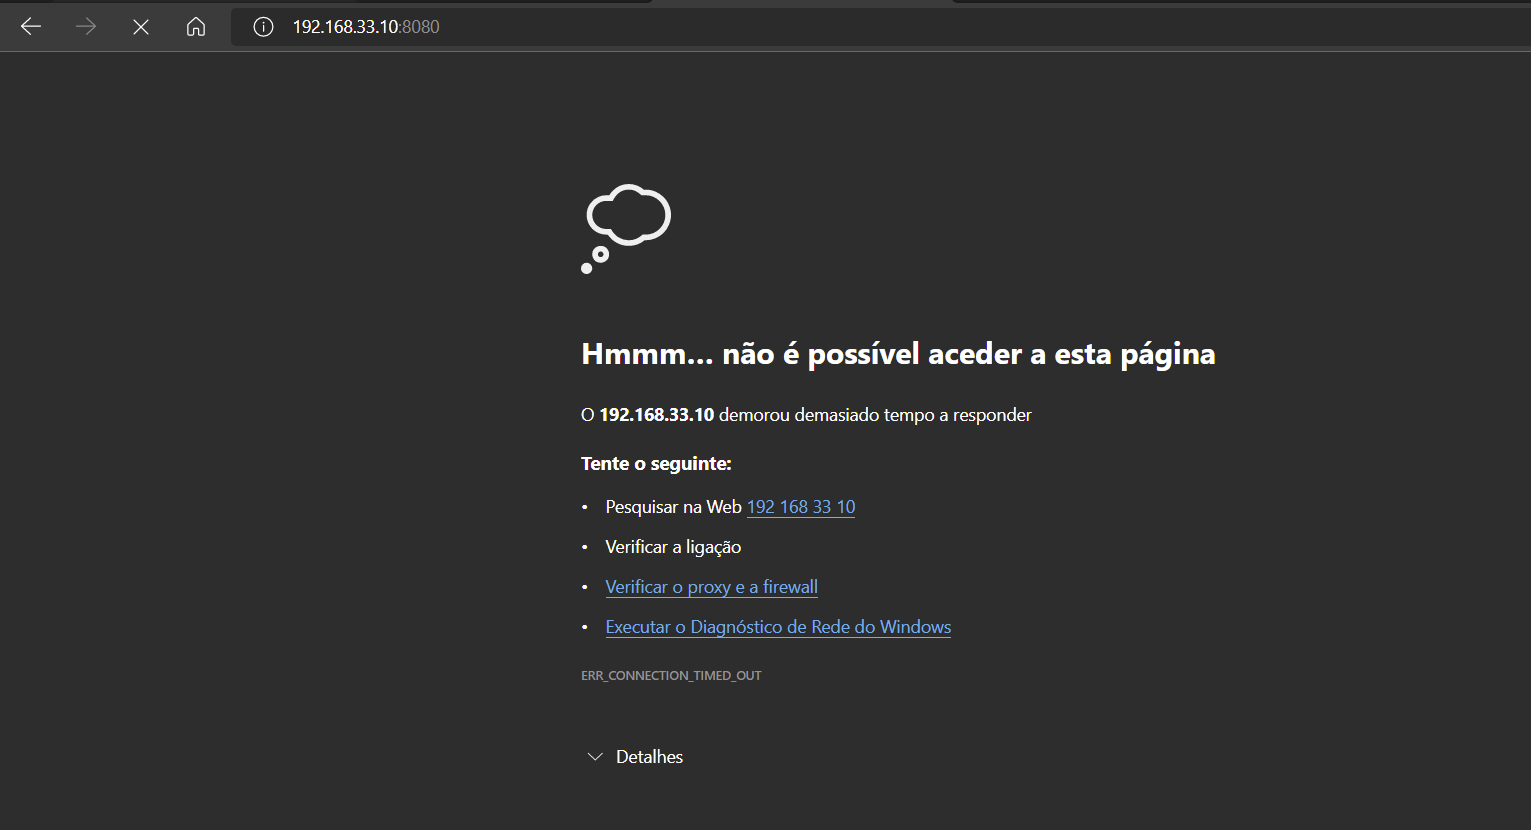 192.168.33.10:8080
Hmmm... não é possível aceder a esta página
O 192.168.33.10 demorou demasiado tempo a responder
Tente o seguinte:
• Pesquisar na Web 192 168 33 10
• Verificar a ligação
• Verificar o proxy e a firewall
• Executar o Diagnóstico de Rede do Windows
ERR_CONNECTION_TIMED_OUT
Detalhes